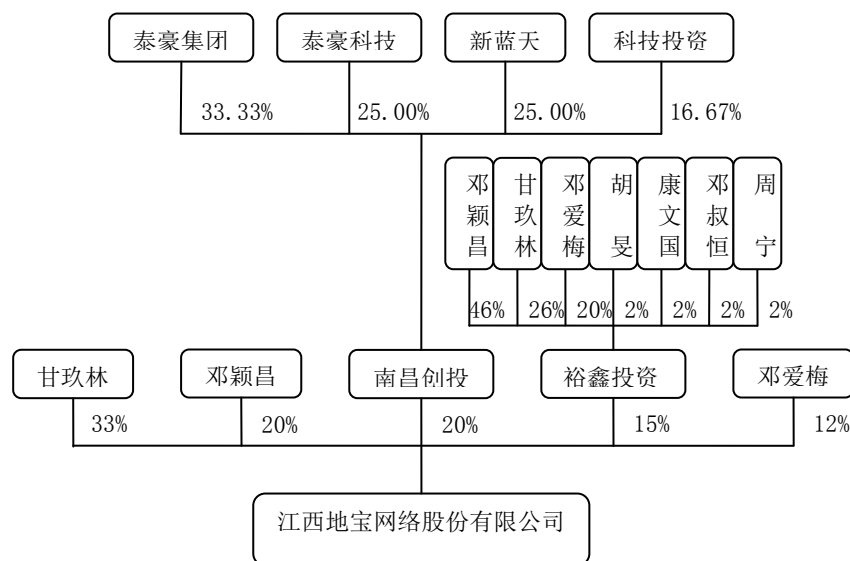 泰豪集团
泰豪科技
新蓝天
科技投资
33.33%
25.00%
25.00%
16.67%
邓颖昌
甘玖林
邓爱梅
胡旻
康文国
邓叔恒
周宁
46%
26%
20%
2%
2%
2%
2%
甘玖林
邓颖昌
南昌创投
裕鑫投资
邓爱梅
33%
20%
20%
15%
12%
江西地宝网络股份有限公司